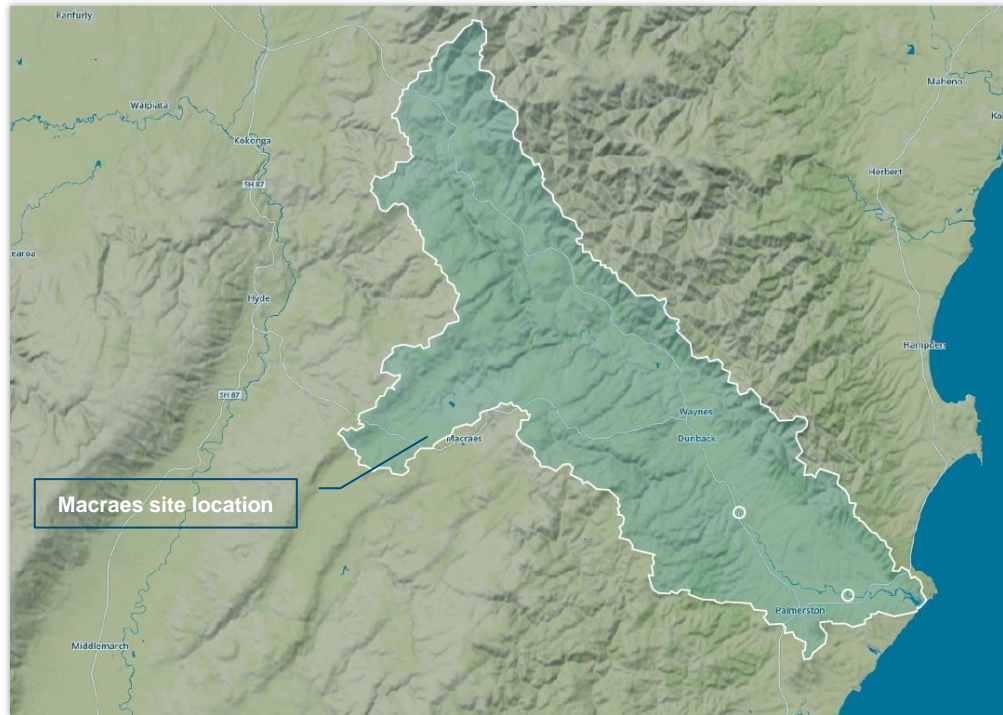 Ranfurly
Maheno
Waipiata
Kokonga
Herbert
SH 87
earoa
Hyde
Hampden
SH 87
Waynes
Macraes
Dunback
Macraes site location
Palmerston
Middlemarch